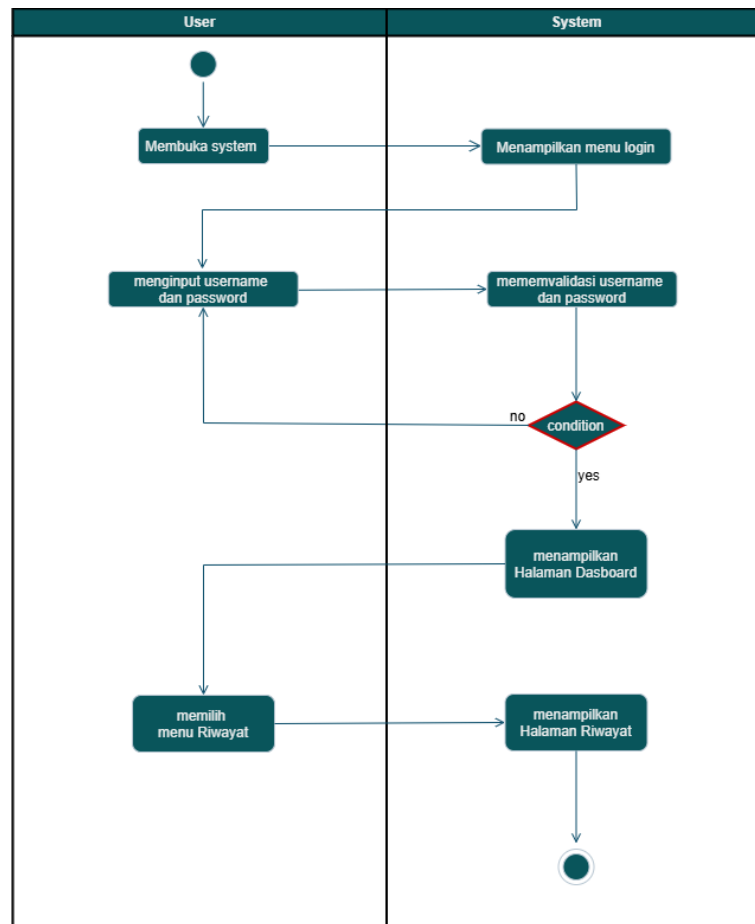 User
System
Membuka system
Menampilkan menu login
menginput username
dan password
mememvalidasi username
dan password
no
condition
yes
menampilkan
Halaman Dasboard
memilih
menu Riwayat
menampilkan
Halaman Riwayat